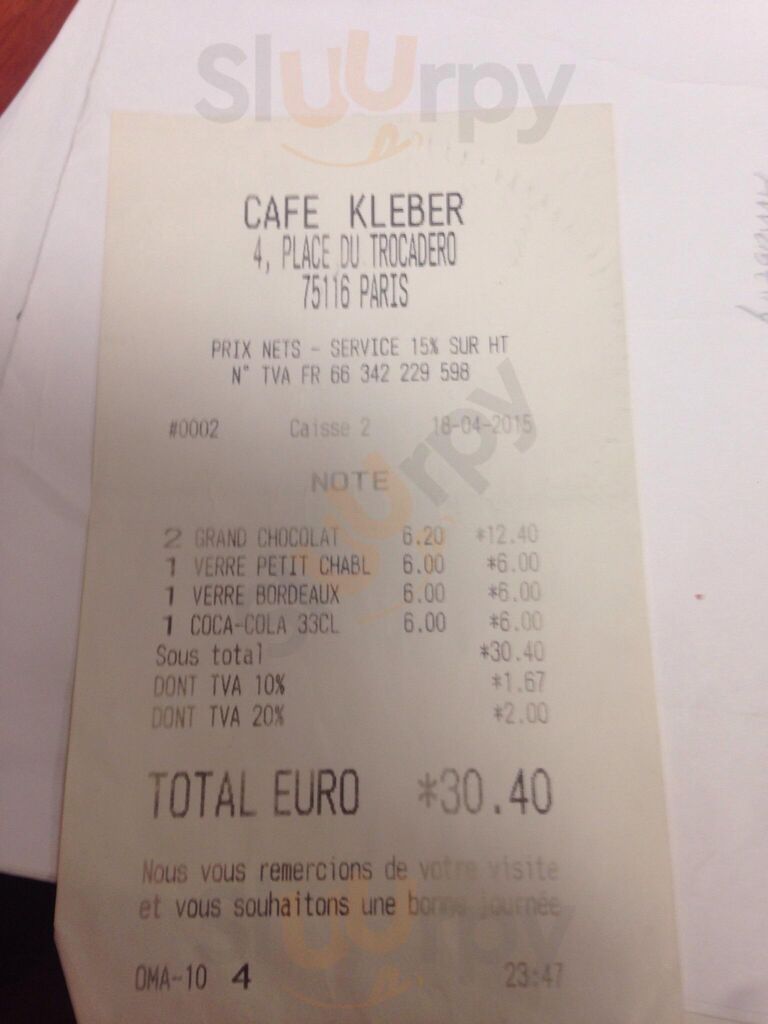 Sluurpy
CAFE KLEBER
4, PLACE DU TROCADERO
75116 PARIS
PRIX NETS - SERVICE 15% SUR HT
N° TVA FR 66 342 229 598
#0002 Caisse 2 18-04-2015
NOTE
2 GRAND CHOCOLAT 6.20 *12.40
1 VERRE PETIT CHABL 6.00 *6.00
1 VERRE BORDEAUX 6.00 *6.00
1 COCA-COLA 33CL 6.00 *6.00
Sous total *30.40
DONT TVA 10% *1.67
DONT TVA 20% *2.00
TOTAL EURO *30.40
Nous vous remercions de votre visite
et vous souhaitons une bonne journée
OMA-10 4 23:47
Sluurpy
Sluurpy